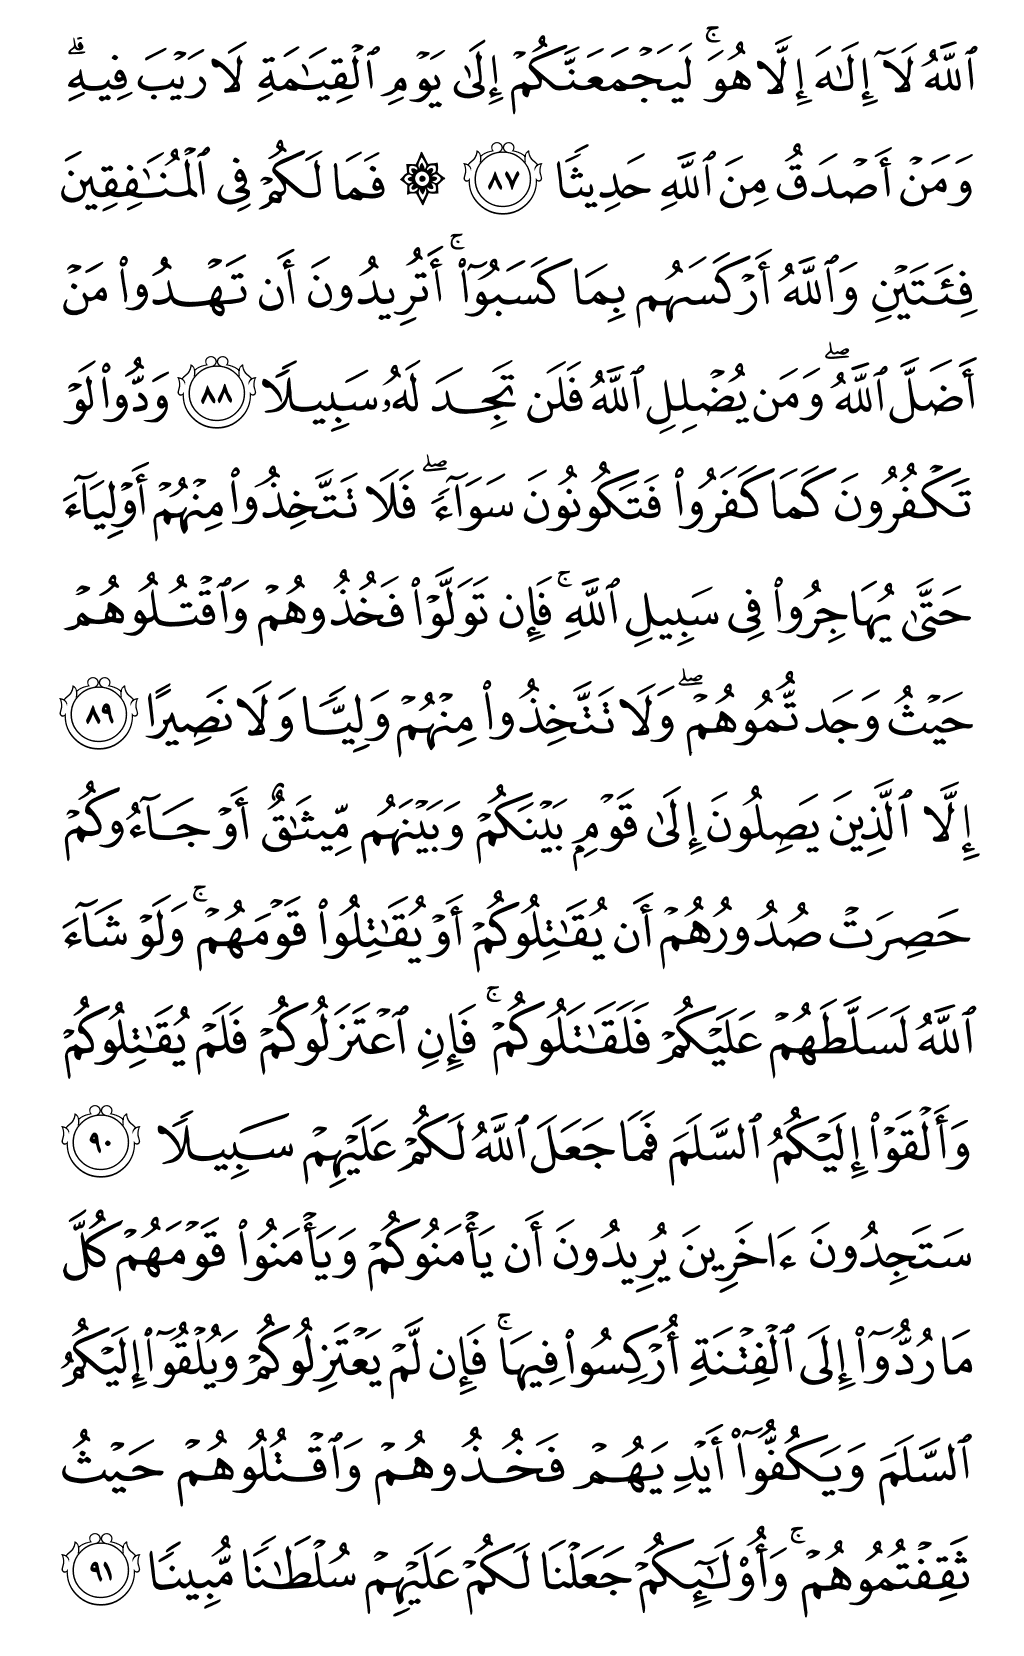 ٱللَّهُ لَآ إِلَٰهَ إِلَّا هُوَۚ لَيَجۡمَعَنَّكُمۡ إِلَىٰ يَوۡمِ ٱلۡقِيَٰمَةِ لَا رَيۡبَ فِيهِۗ
وَمَنۡ أَصۡدَقُ مِنَ ٱللَّهِ حَدِيثٗا ٨٧ ۞ فَمَا لَكُمۡ فِي ٱلۡمُنَٰفِقِينَ
فِئَتَيۡنِ وَٱللَّهُ أَرۡكَسَهُم بِمَا كَسَبُوٓاْۚ أَتُرِيدُونَ أَن تَهۡدُواْ مَنۡ
أَضَلَّ ٱللَّهُۖ وَمَن يُضۡلِلِ ٱللَّهُ فَلَن تَجِدَ لَهُۥ سَبِيلٗا ٨٨ وَدُّواْ لَوۡ
تَكۡفُرُونَ كَمَا كَفَرُواْ فَتَكُونُونَ سَوَآءٗۖ فَلَا تَتَّخِذُواْ مِنۡهُمۡ أَوۡلِيَآءَ
حَتَّىٰ يُهَاجِرُواْ فِي سَبِيلِ ٱللَّهِۚ فَإِن تَوَلَّوۡاْ فَخُذُوهُمۡ وَٱقۡتُلُوهُمۡ
حَيۡثُ وَجَدتُّمُوهُمۡۖ وَلَا تَتَّخِذُواْ مِنۡهُمۡ وَلِيّٗا وَلَا نَصِيرًا ٨٩
إِلَّا ٱلَّذِينَ يَصِلُونَ إِلَىٰ قَوۡمِۭ بَيۡنَكُمۡ وَبَيۡنَهُم مِّيثَٰقٌ أَوۡ جَآءُوكُمۡ
حَصِرَتۡ صُدُورُهُمۡ أَن يُقَٰتِلُوكُمۡ أَوۡ يُقَٰتِلُواْ قَوۡمَهُمۡۚ وَلَوۡ شَآءَ
ٱللَّهُ لَسَلَّطَهُمۡ عَلَيۡكُمۡ فَلَقَٰتَلُوكُمۡۚ فَإِنِ ٱعۡتَزَلُوكُمۡ فَلَمۡ يُقَٰتِلُوكُمۡ
وَأَلۡقَوۡاْ إِلَيۡكُمُ ٱلسَّلَمَ فَمَا جَعَلَ ٱللَّهُ لَكُمۡ عَلَيۡهِمۡ سَبِيلٗا ٩٠
سَتَجِدُونَ ءَاخَرِينَ يُرِيدُونَ أَن يَأۡمَنُوكُمۡ وَيَأۡمَنُواْ قَوۡمَهُمۡ كُلَّ
مَا رُدُّوٓاْ إِلَى ٱلۡفِتۡنَةِ أُرۡكِسُواْ فِيهَاۚ فَإِن لَّمۡ يَعۡتَزِلُوكُمۡ وَيُلۡقُوٓاْ إِلَيۡكُمُ
ٱلسَّلَمَ وَيَكُفُّوٓاْ أَيۡدِيَهُمۡ فَخُذُوهُمۡ وَٱقۡتُلُوهُمۡ حَيۡثُ
ثَقِفۡتُمُوهُمۡۚ وَأُوْلَٰٓئِكُمۡ جَعَلۡنَا لَكُمۡ عَلَيۡهِمۡ سُلۡطَٰنٗا مُّبِينٗا ٩١